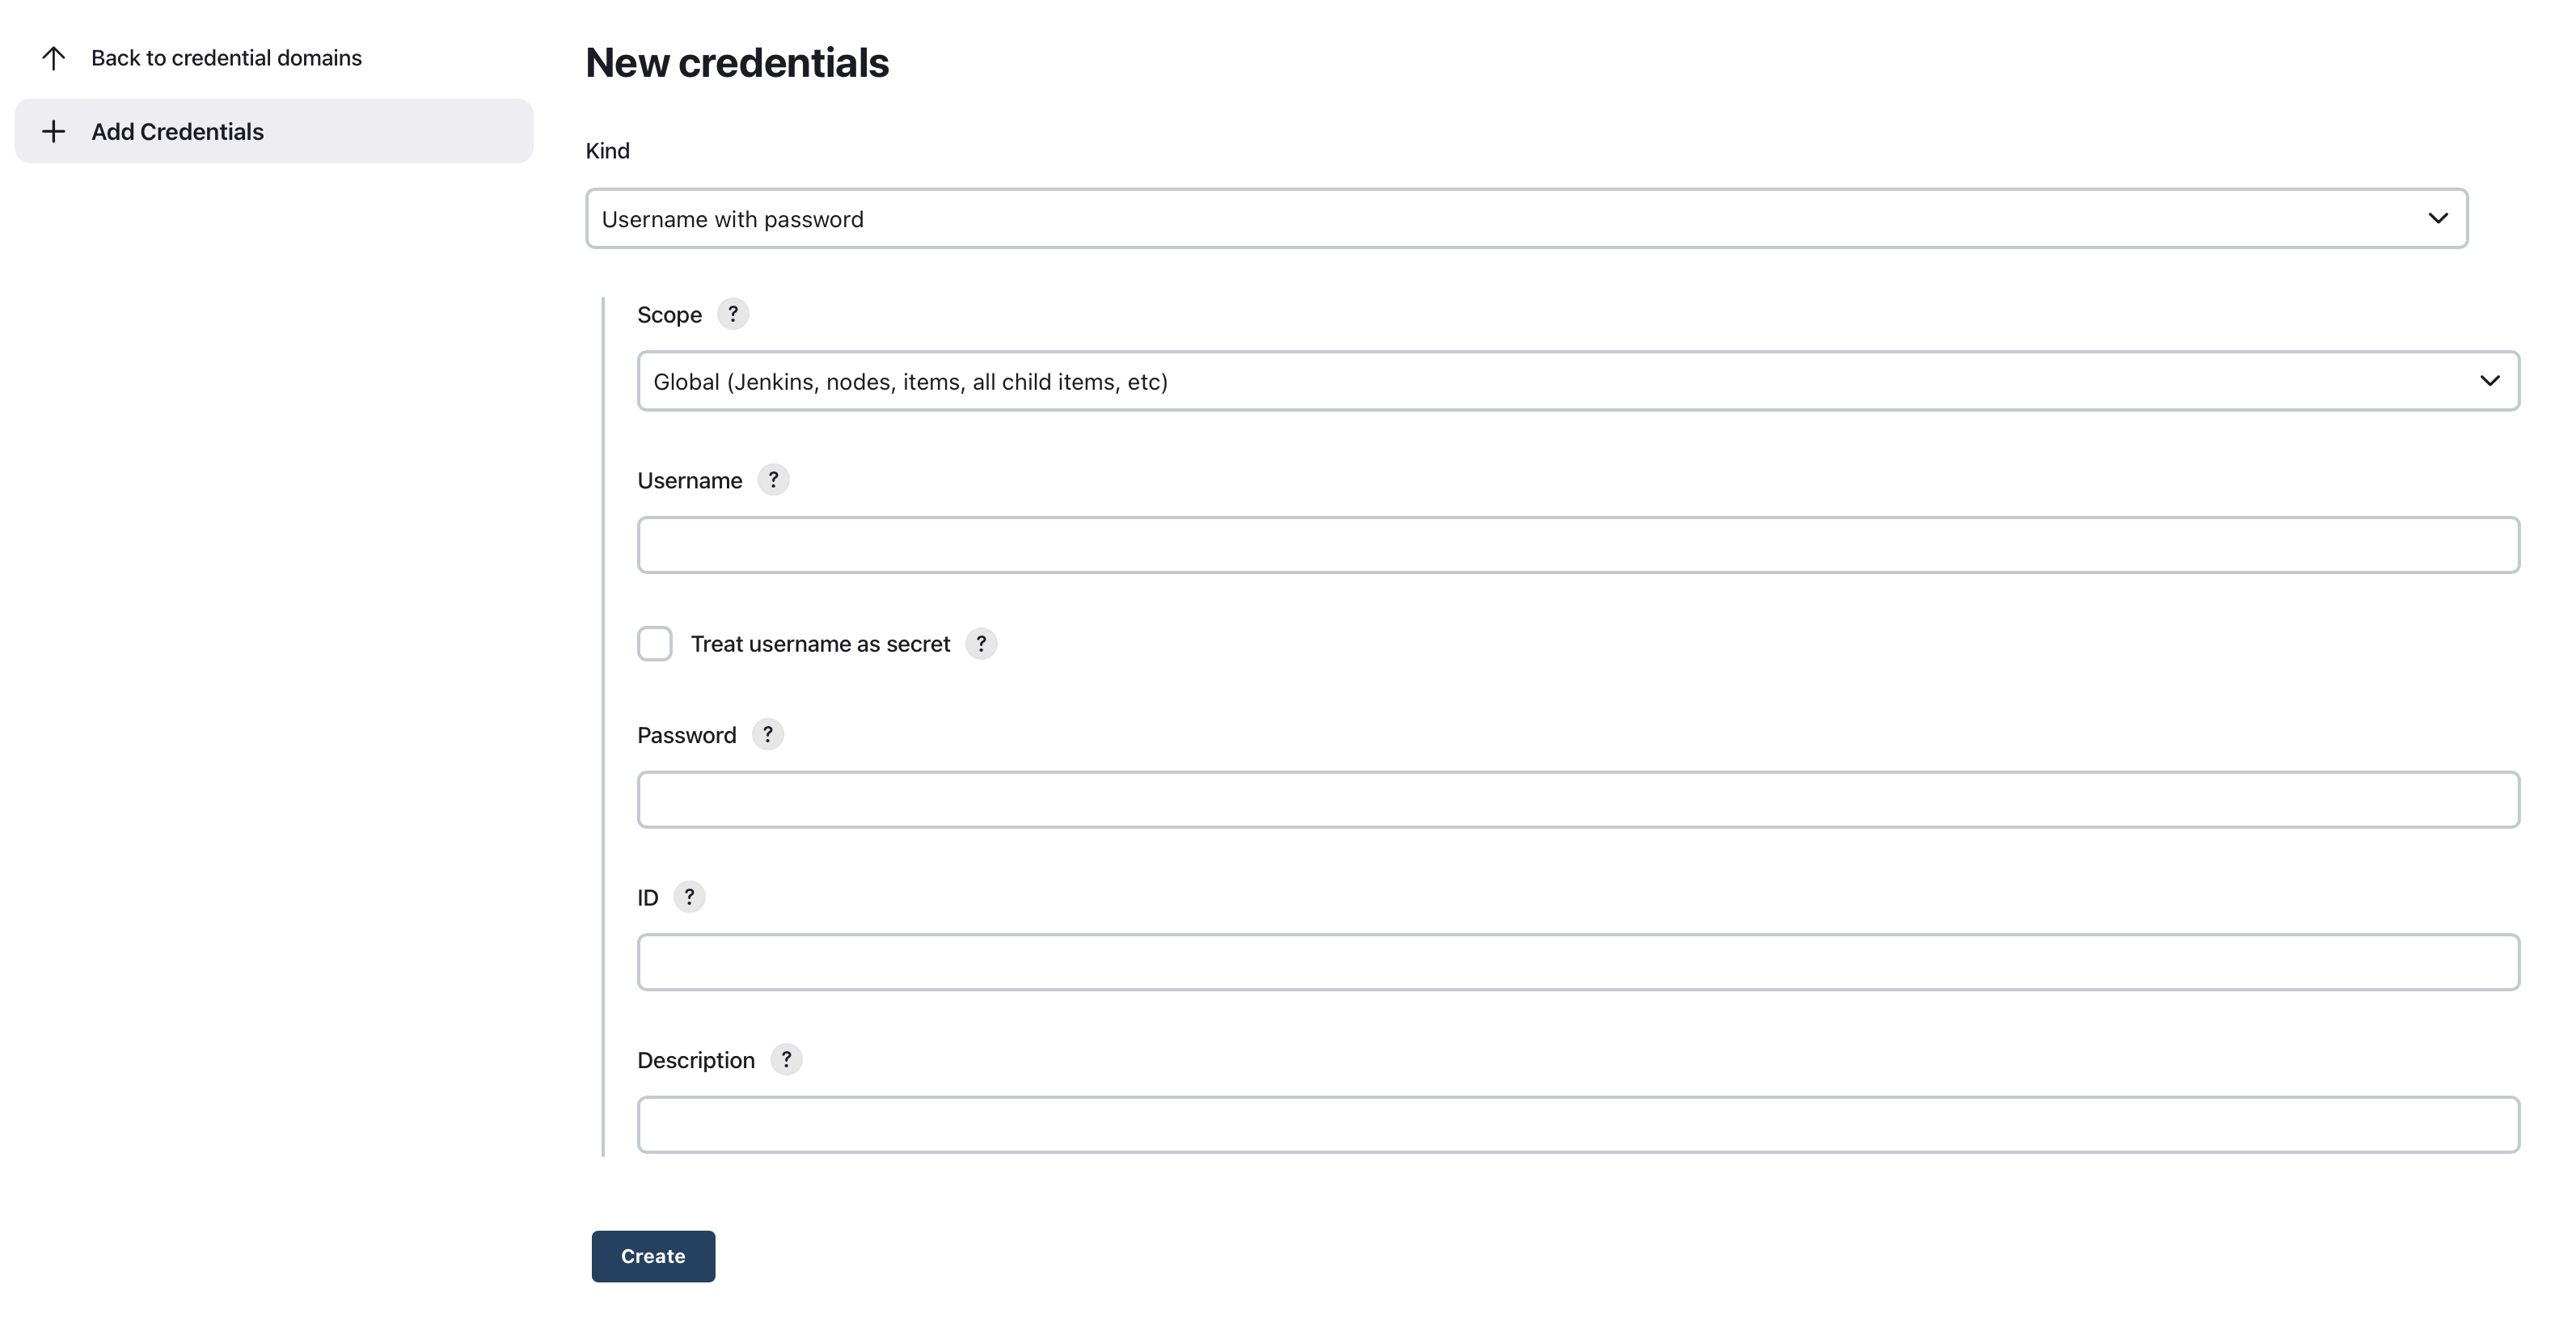 Back to credential domains
Add Credentials
New credentials
Kind
Username with password
Scope ?
Global (Jenkins, nodes, items, all child items, etc)
Username ?
Treat username as secret ?
Password ?
ID ?
Description ?
Create